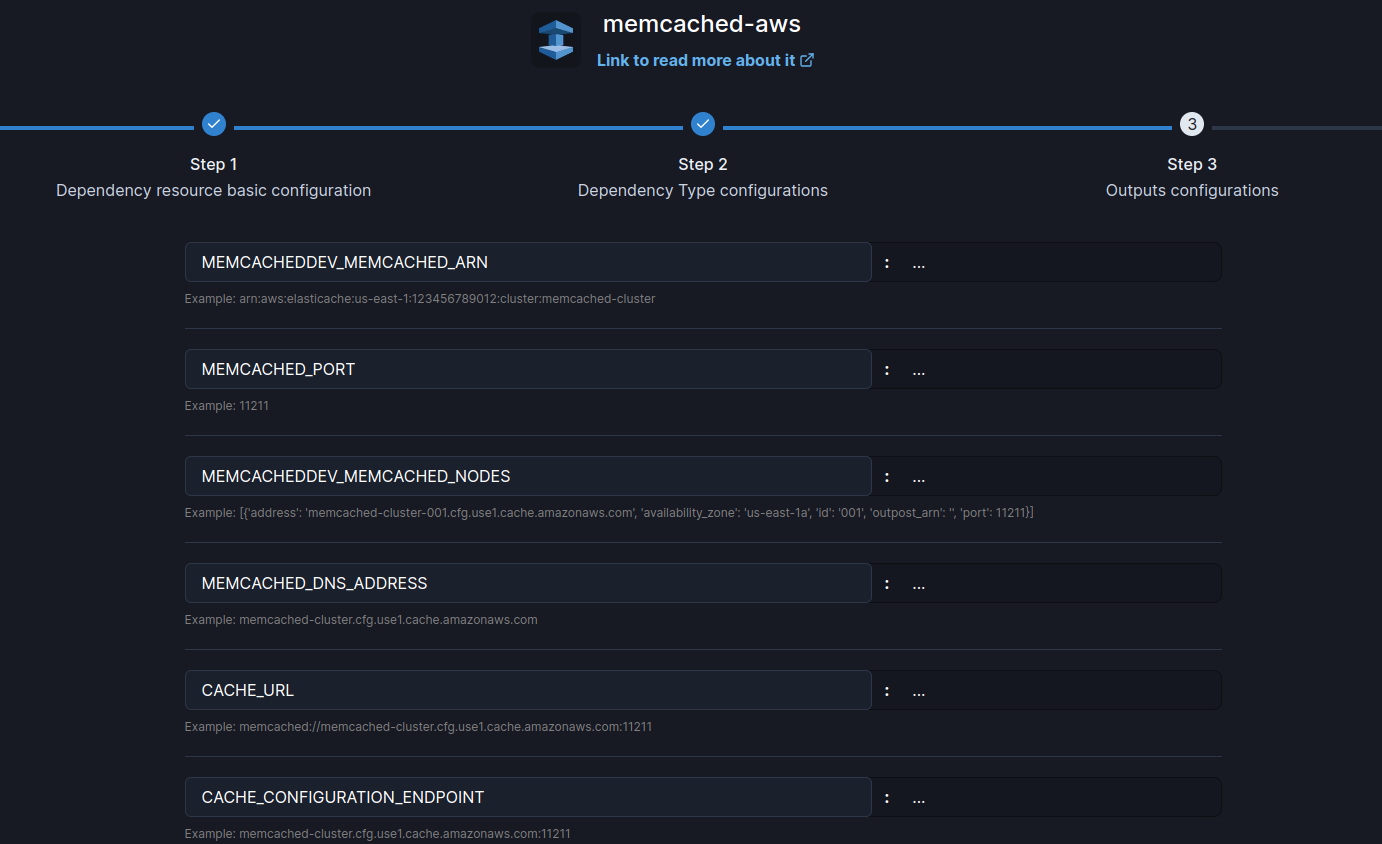 memcached-aws
Link to read more about it
3
Step 1
Step 2
Step 3
Dependency resource basic configuration
Dependency Type configurations
Outputs configurations
MEMCACHEDDEV_MEMCACHED_ARN : ...
Example: arn:aws:elasticache:us-east-1:123456789012:cluster:memcached-cluster
MEMCACHED_PORT : ...
Example: 11211
MEMCACHEDDEV_MEMCACHED_NODES : ...
Example: [{'address': 'memcached-cluster-001.cfg.use1.cache.amazonaws.com', 'availability_zone': 'us-east-1a', 'id': '001', 'outpost_arn': '', 'port': 11211}]
MEMCACHED_DNS_ADDRESS : ...
Example: memcached-cluster.cfg.use1.cache.amazonaws.com
CACHE_URL : ...
Example: memcached://memcached-cluster.cfg.use1.cache.amazonaws.com:11211
CACHE_CONFIGURATION_ENDPOINT : ...
Example: memcached-cluster.cfg.use1.cache.amazonaws.com:11211